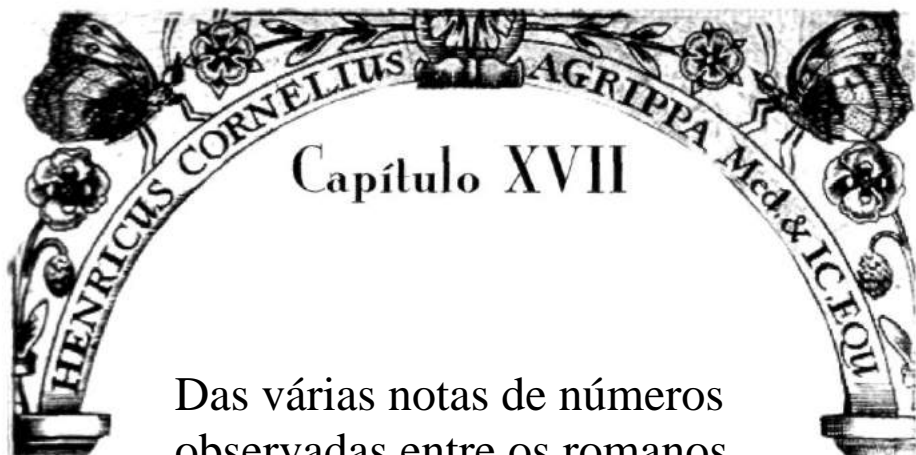 HENRICUS CORNELIUS AGRIPPA Med. & IC. EQU
Capítulo XVII
Das várias notas de números
observadas entre os romanos